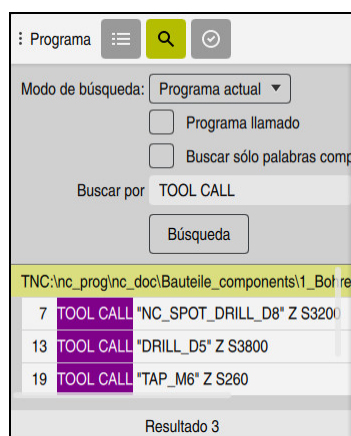 Programa
Modo de búsqueda: Programa actual
Programa llamado
Buscar sólo palabras comp
Buscar por TOOL CALL
Búsqueda
TNC:\nc_prog\nc_doc\Bauteile_components\1_Bohre
7 TOOL CALL "NC_SPOT_DRILL_D8" Z S3200
13 TOOL CALL "DRILL_D5" Z S3800
19 TOOL CALL "TAP_M6" Z S260
Resultado 3